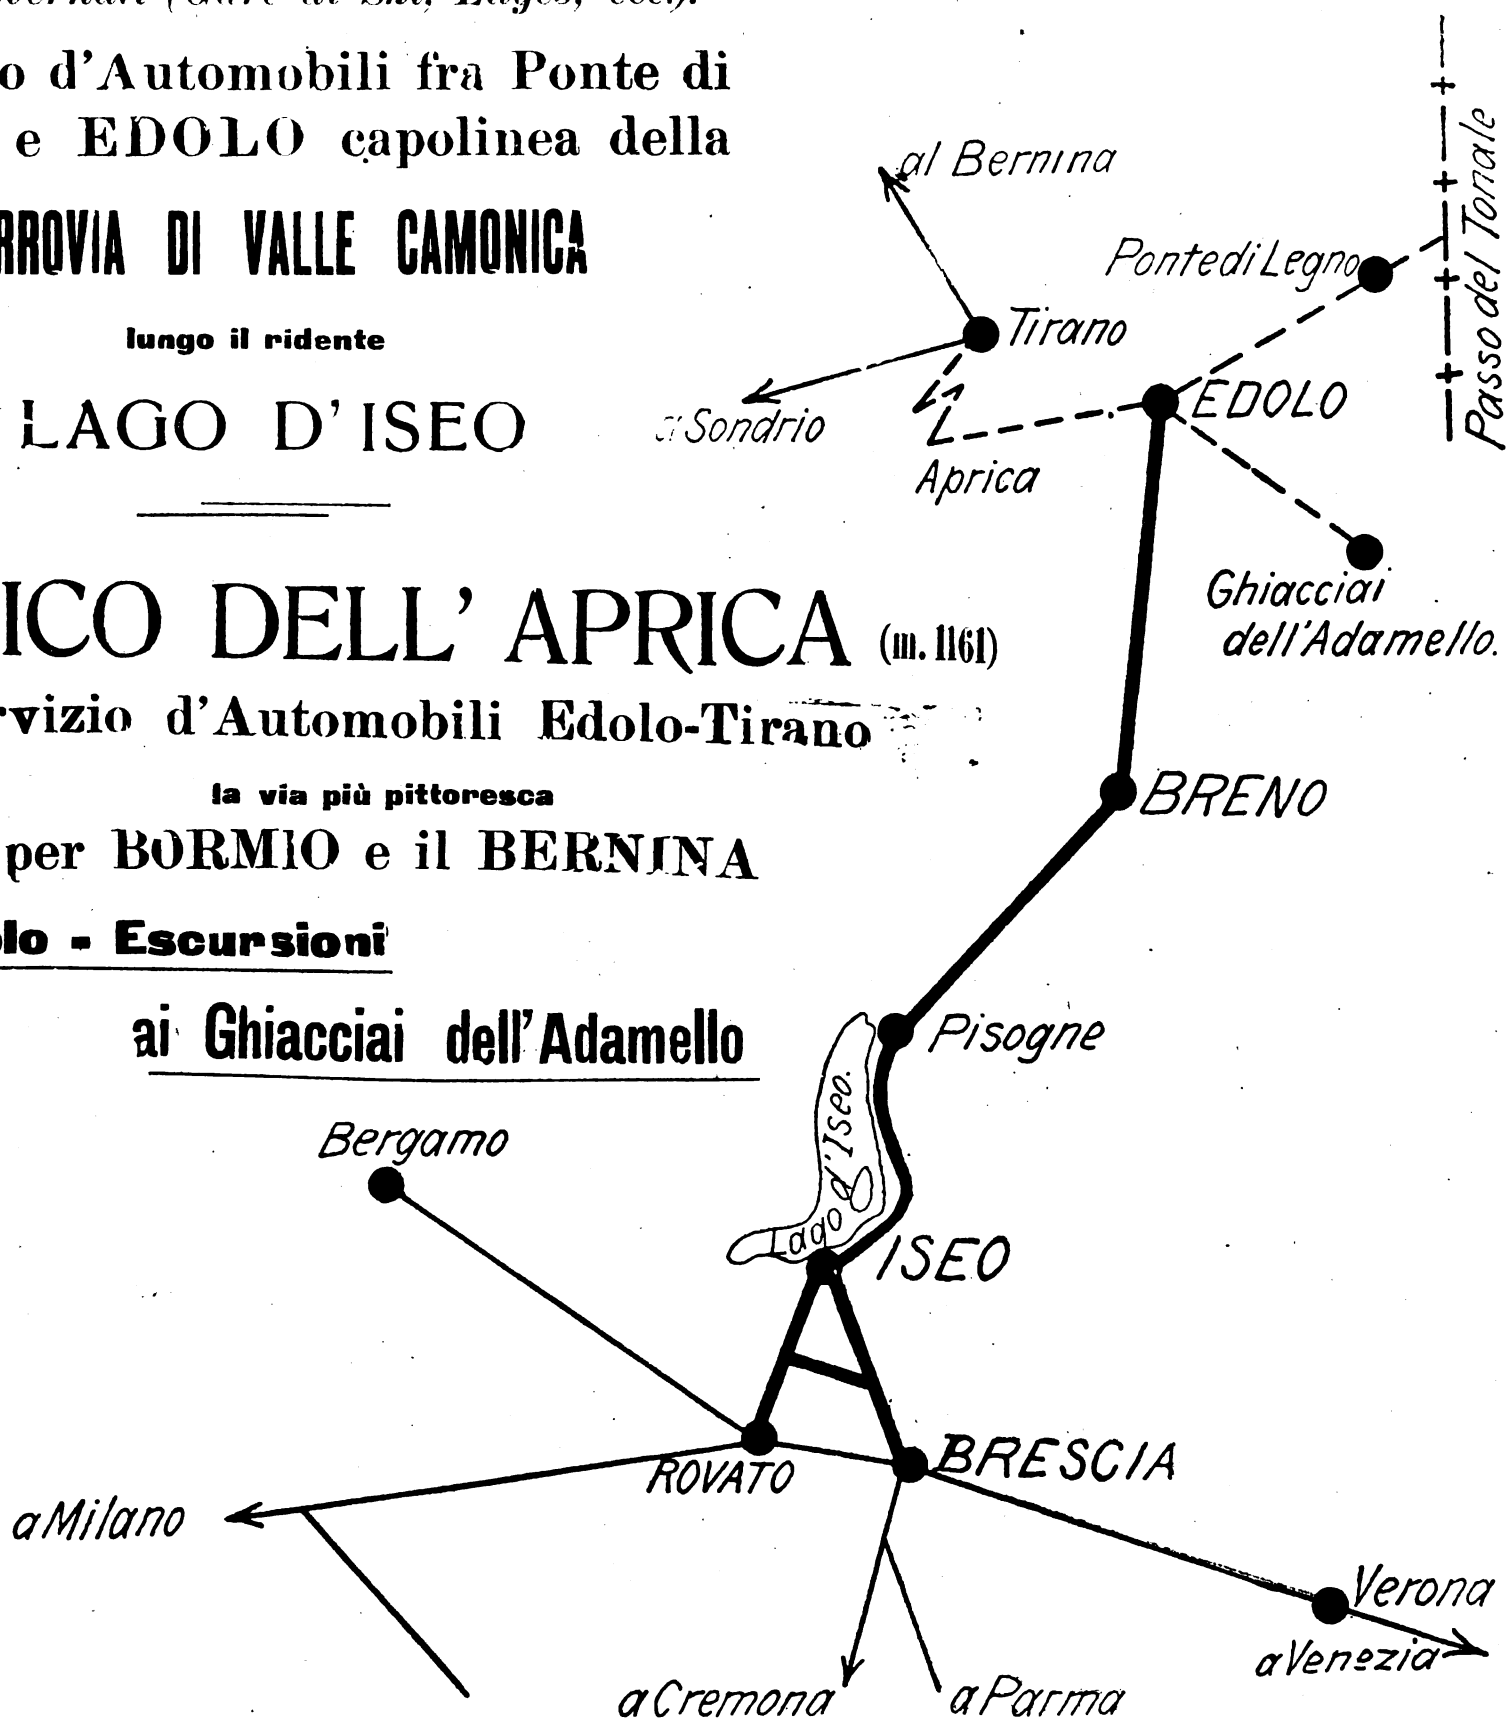 o d'Automobili fra Ponte di
e EDOLO capolinea della
RROVIA DI VALLE CAMONICA
lungo il ridente
LAGO D'ISEO
ICO DELL'APRICA (m. 1161)
rvizio d'Automobili Edolo-Tirano
la via più pittoresca
per BORMIO e il BERNINA
olo - Escursioni
ai Ghiacciai dell'Adamello
al Bernina
Ponte di Legno
Passo del Tonale
Tirano
EDOLO
a Sondrio
Aprica
Ghiacciai
dell'Adamello.
BRENO
Pisogne
Lago d'Iseo.
Bergamo
ISEO
ROVATO
BRESCIA
a Milano
Verona
a Venezia
a Cremona
a Parma